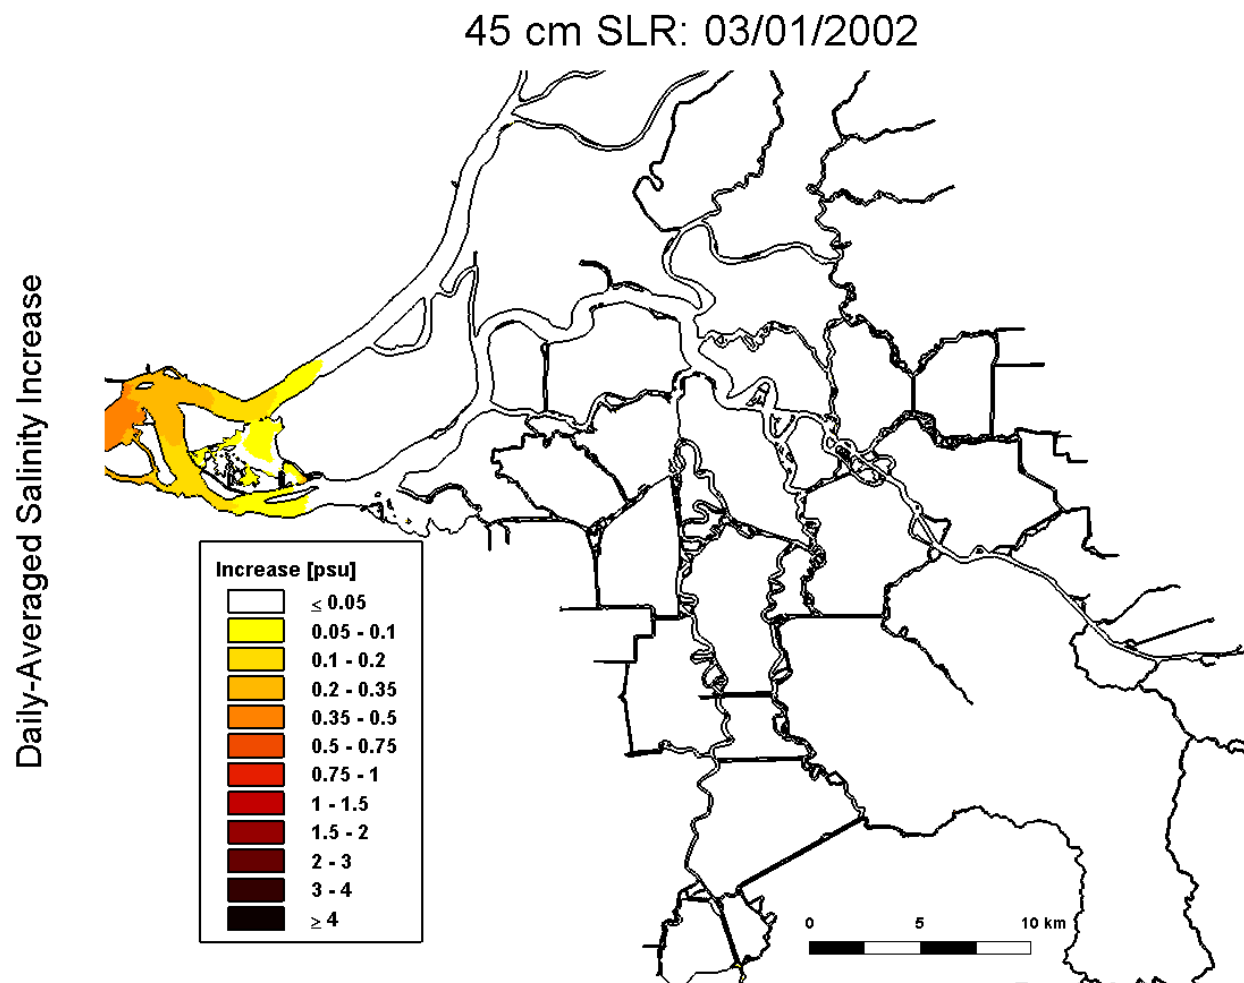 45 cm SLR: 03/01/2002
Daily-Averaged Salinity Increase
Increase [psu]
≤ 0.05
0.05 - 0.1
0.1 - 0.2
0.2 - 0.35
0.35 - 0.5
0.5 - 0.75
0.75 - 1
1 - 1.5
1.5 - 2
2 - 3
3 - 4
≥ 4
0 5 10 km